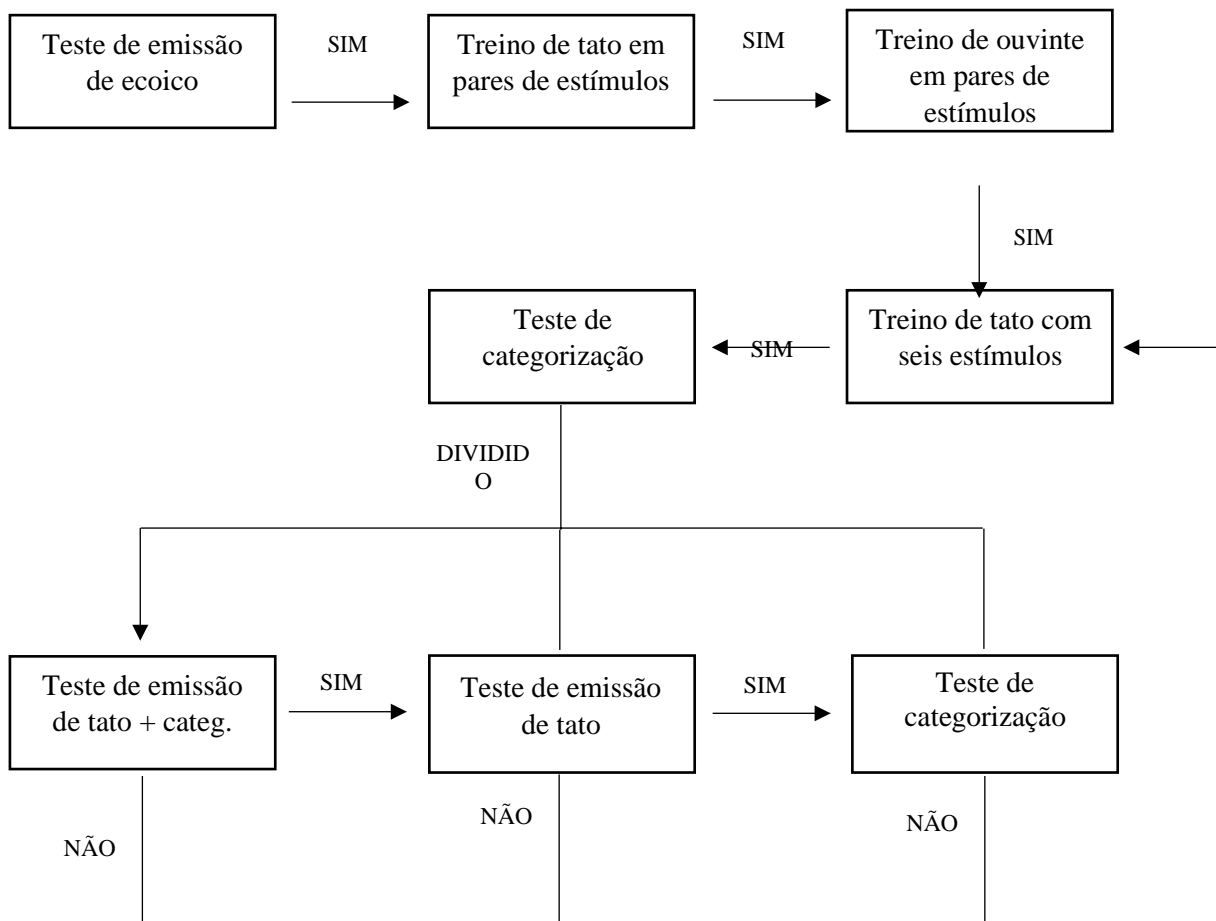 Teste de emissão
de ecoico
SIM
Treino de tato em
pares de estímulos
SIM
Treino de ouvinte
em pares de
estímulos
SIM
Teste de
categorização
SIM
Treino de tato com
seis estímulos
DIVIDID
O
Teste de emissão
de tato + categ.
SIM
Teste de emissão
de tato
SIM
Teste de
categorização
NÃO
NÃO
NÃO